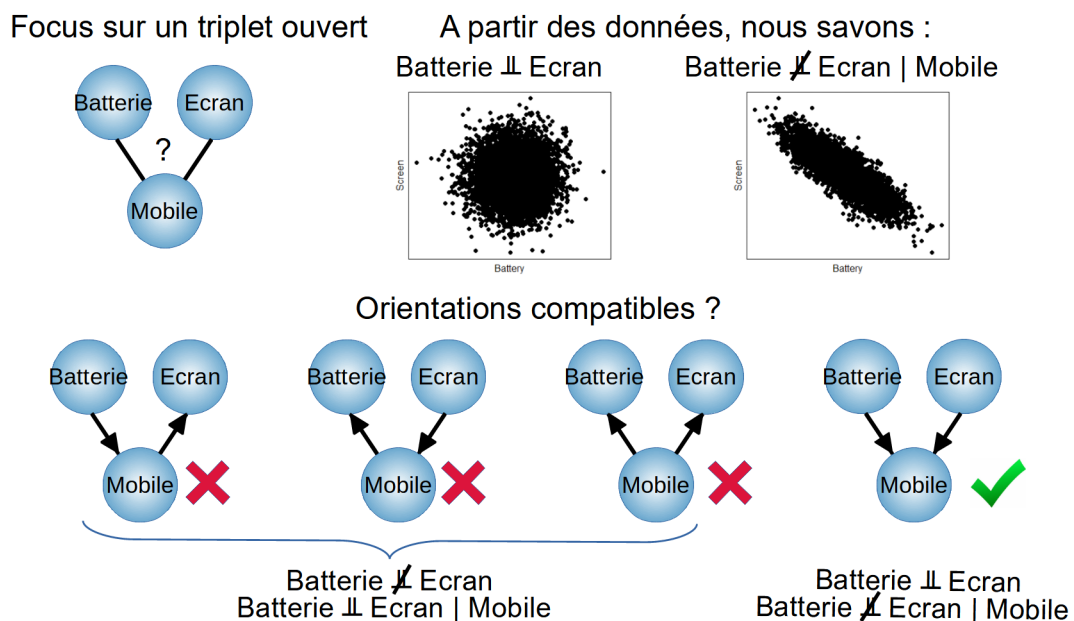 Focus sur un triplet ouvert
A partir des données, nous savons :
Batterie ⫫ Ecran
Batterie ⫫̸ Ecran | Mobile
Batterie
Ecran
?
Mobile
Screen
Battery
Screen
Battery
Orientations compatibles ?
Batterie
Ecran
Mobile
Batterie
Ecran
Mobile
Batterie
Ecran
Mobile
Batterie
Ecran
Mobile
Batterie ⫫̸ Ecran
Batterie ⫫ Ecran | Mobile
Batterie ⫫ Ecran
Batterie ⫫̸ Ecran | Mobile